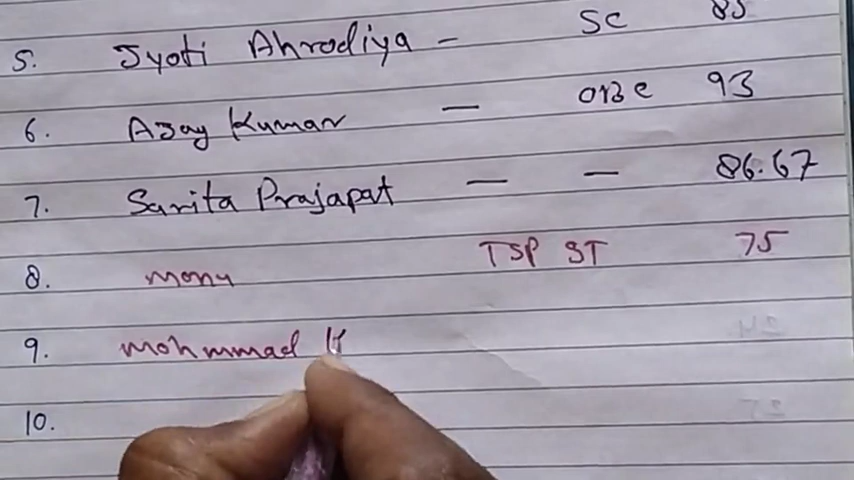 5. Jyoti Ahrodiya - SC 85
6. Ajay Kumar - OBC 93
7. Sarita Prajapat - - 86.67
8. Monu TSP ST 75
9. Mohmmad
10.